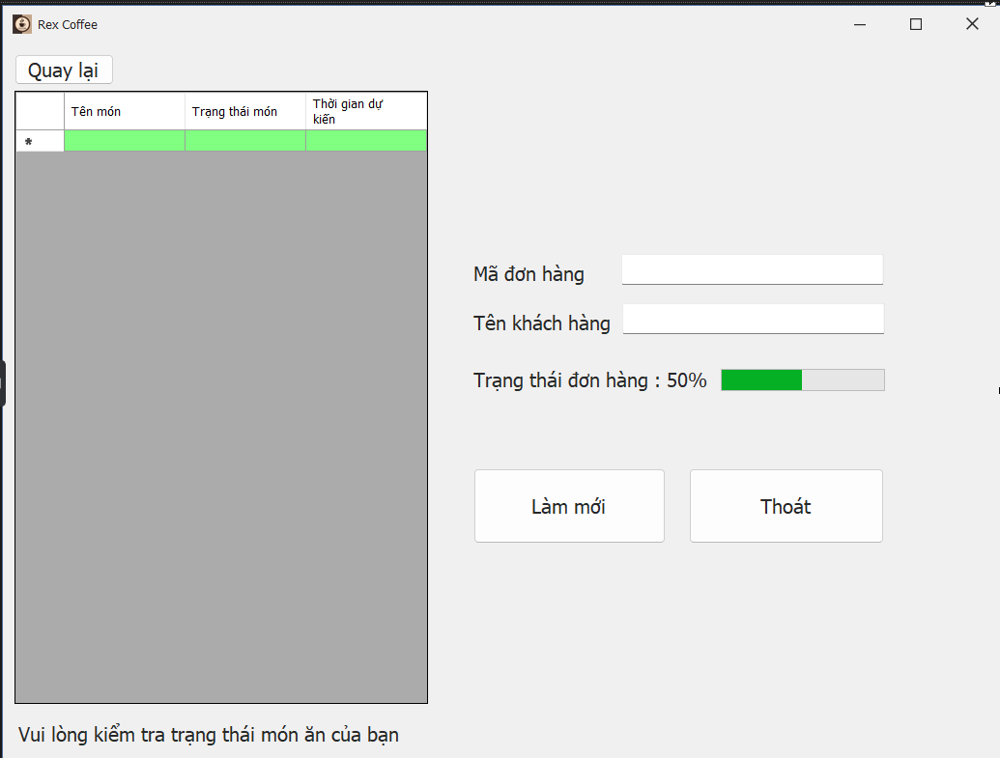 Rex Coffee
Quay lại
Tên món
Trạng thái món
Thời gian dự
kiến
*
Mã đơn hàng
Tên khách hàng
Trạng thái đơn hàng : 50%
Làm mới
Thoát
Vui lòng kiểm tra trạng thái món ăn của bạn